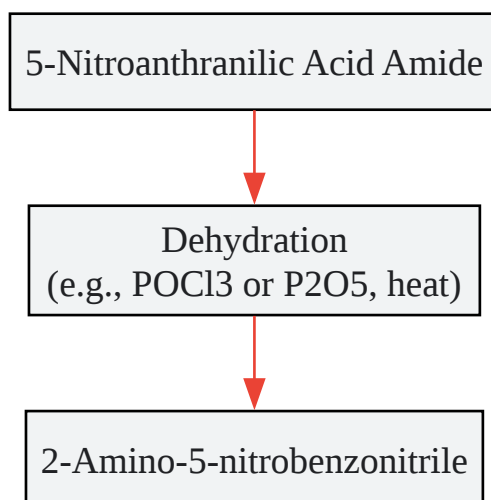 5-Nitroanthranilic Acid Amide
Dehydration
(e.g., POCl3 or P2O5, heat)
2-Amino-5-nitrobenzonitrile